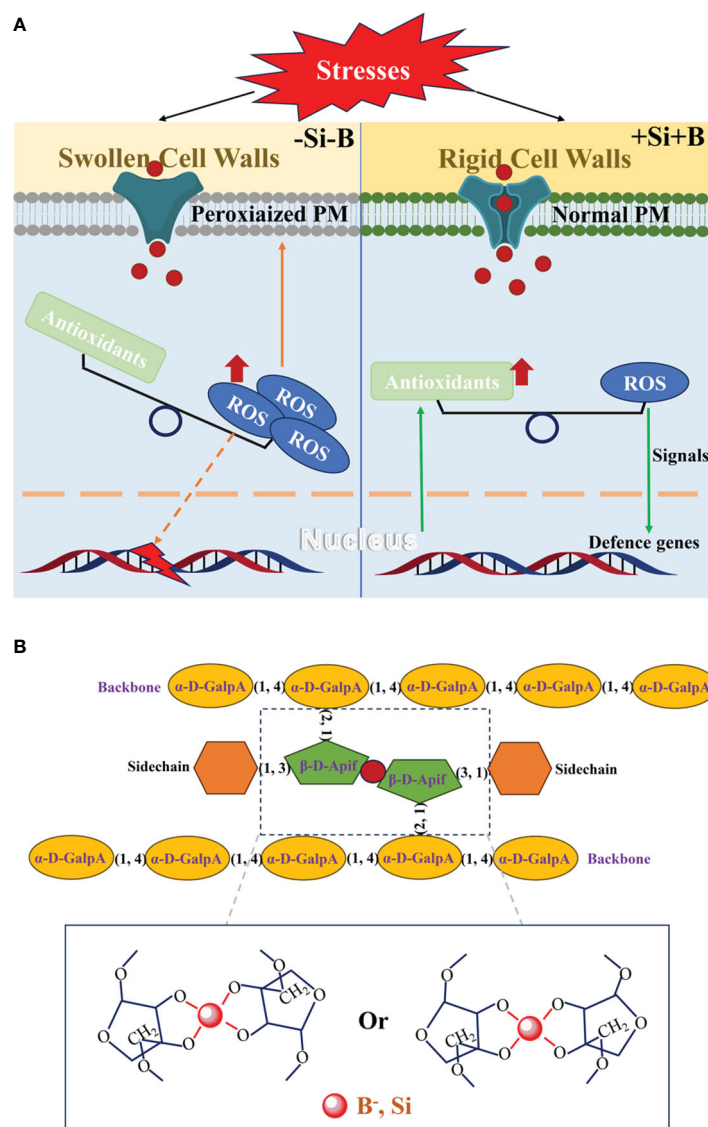 A
Stresses
-Si-B
Swollen Cell Walls
Peroxiaized PM
Antioxidants
ROS
ROS
ROS
+Si+B
Rigid Cell Walls
Normal PM
Antioxidants
ROS
Signals
Defence genes
Nucleus
B
Backbone α-D-GalpA (1, 4) α-D-GalpA (1, 4) α-D-GalpA (1, 4) α-D-GalpA (1, 4) α-D-GalpA
(2, 1)
Sidechain (1, 3) β-D-Apif β-D-Apif (3, 1) Sidechain
(2, 1)
α-D-GalpA (1, 4) α-D-GalpA (1, 4) α-D-GalpA (1, 4) α-D-GalpA (1, 4) α-D-GalpA Backbone
O O O CH₂ O O CH₂ O O O O
Or
O O O CH₂ O O O O CH₂ O O
B⁻, Si